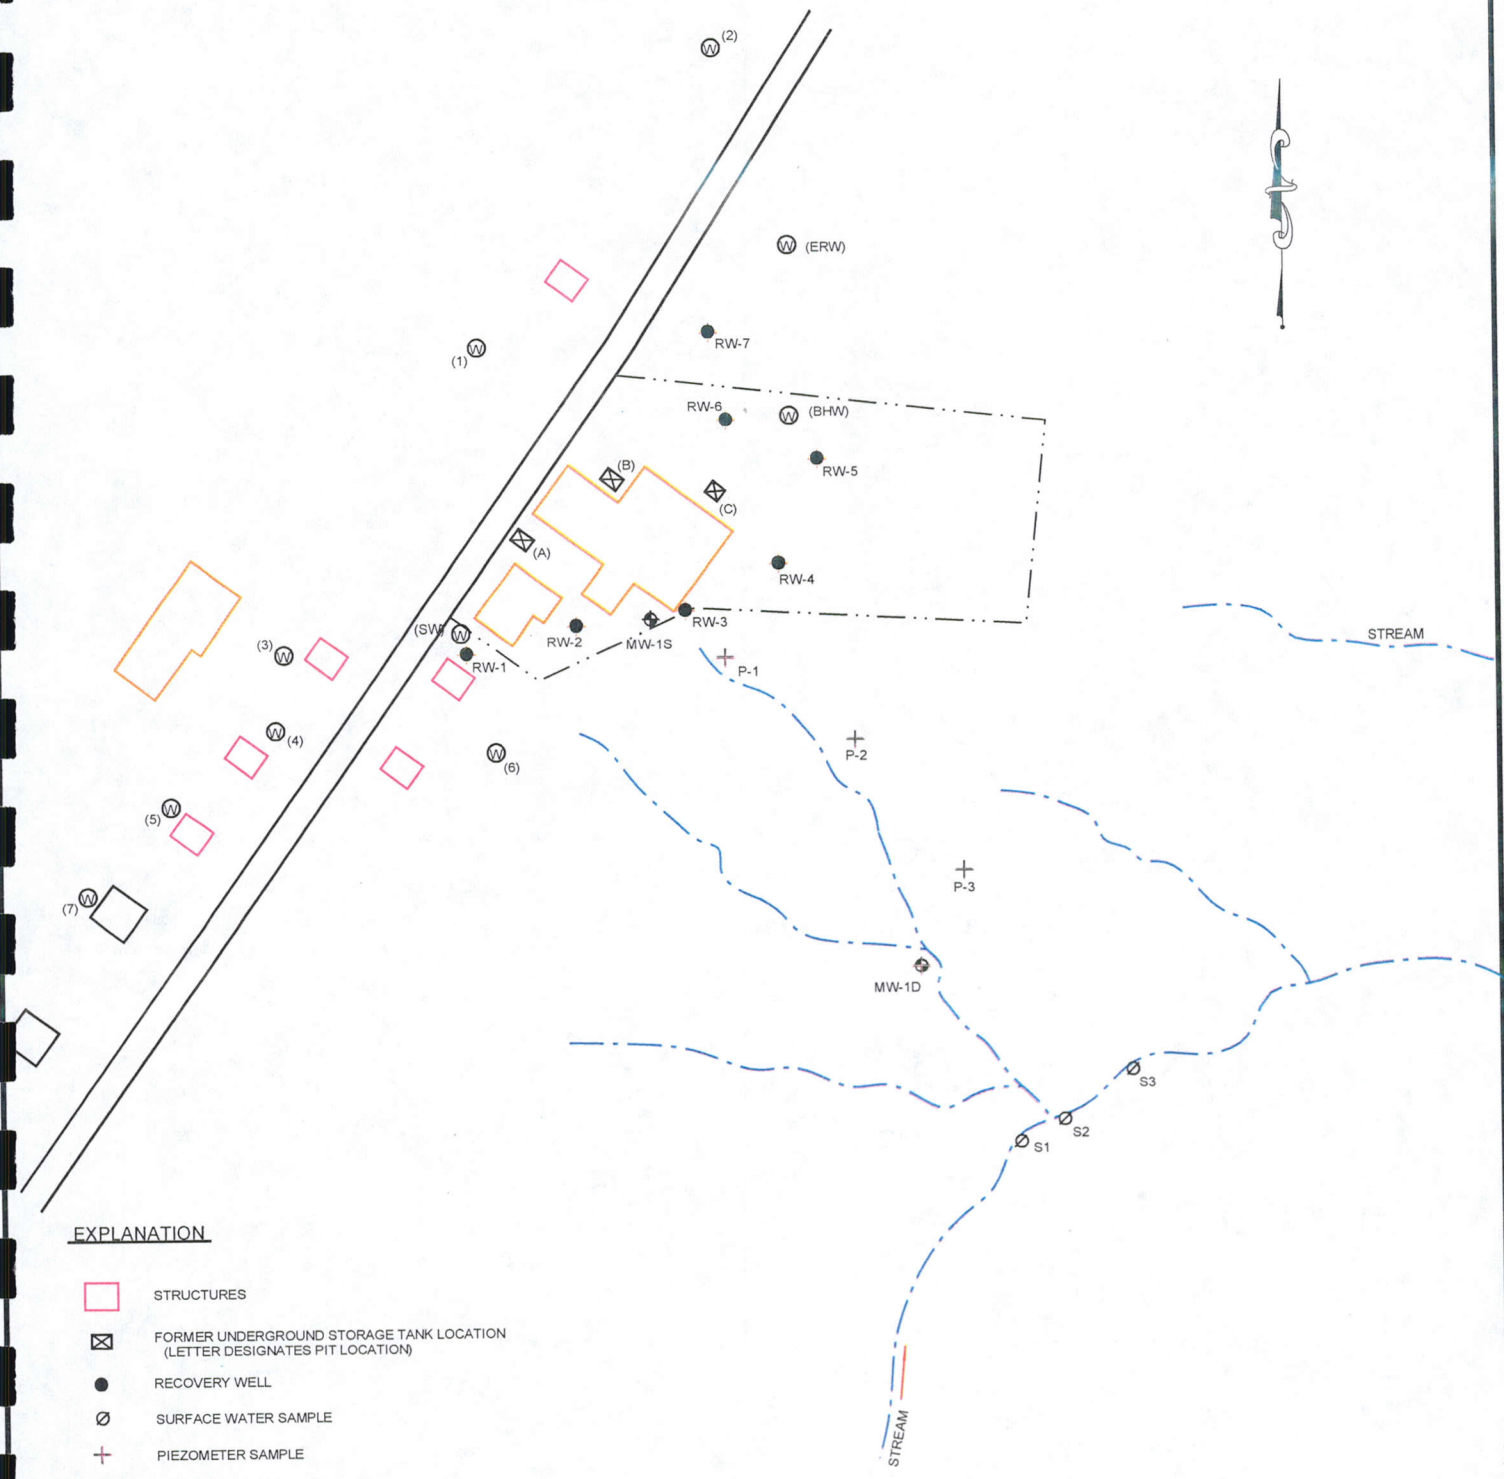 W (2)
W (ERW)
W
(1)
RW-7
RW-6
W (BHW)
RW-5
(B)
(C)
(A)
RW-4
(SW)
W
RW-3
RW-2
MW-1S
RW-1
P-1
STREAM
(3) W
W (4)
W (6)
P-2
W
(5)
P-3
W
(7)
MW-1D
S3
S2
S1
EXPLANATION
STRUCTURES
FORMER UNDERGROUND STORAGE TANK LOCATION
(LETTER DESIGNATES PIT LOCATION)
RECOVERY WELL
SURFACE WATER SAMPLE
PIEZOMETER SAMPLE
STREAM